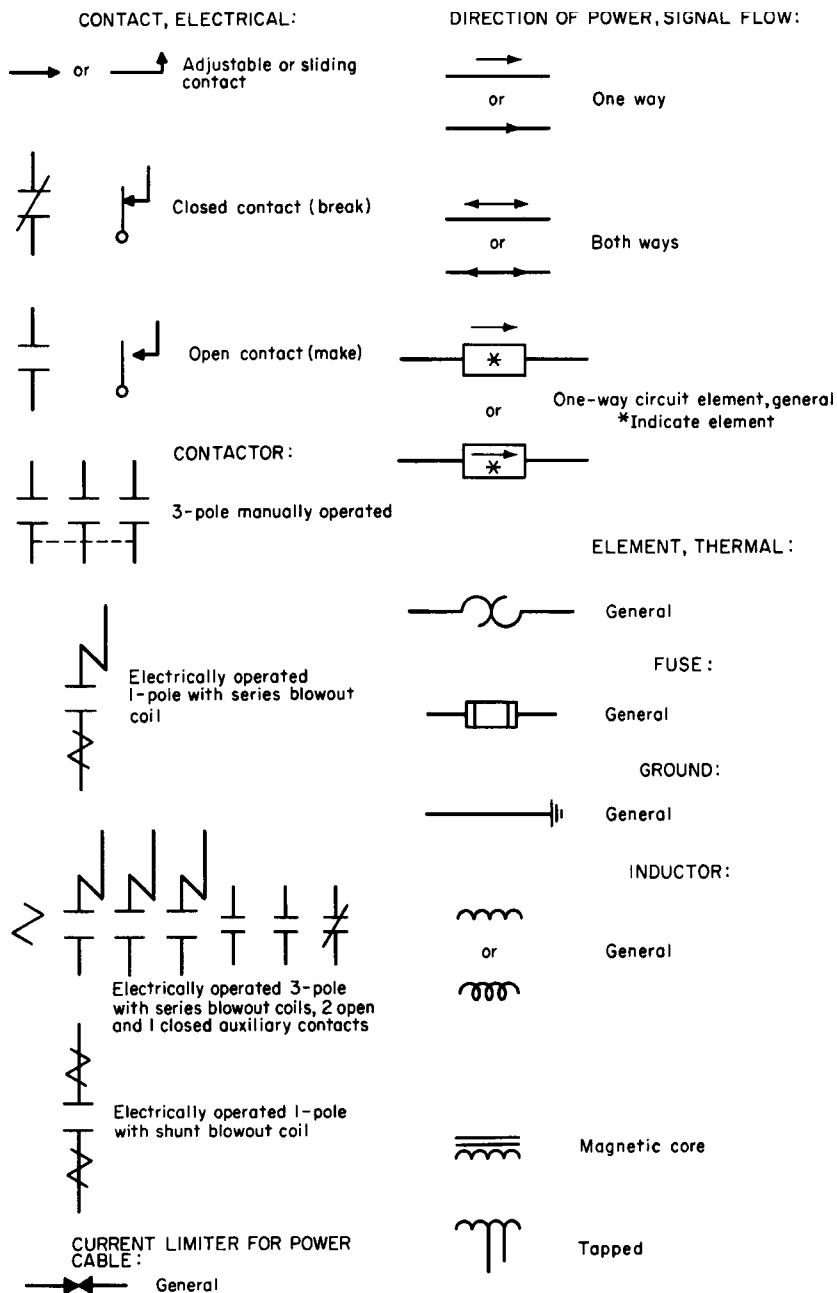 CONTACT, ELECTRICAL:
or
Adjustable or sliding
contact
Closed contact (break)
Open contact (make)
CONTACTOR:
3-pole manually operated
Electrically operated
1-pole with series blowout
coil
Electrically operated 3-pole
with series blowout coils, 2 open
and 1 closed auxiliary contacts
Electrically operated 1-pole
with shunt blowout coil
CURRENT LIMITER FOR POWER
CABLE:
General
DIRECTION OF POWER, SIGNAL FLOW:
or
One way
or
Both ways
*
or
One-way circuit element, general
*Indicate element
*
ELEMENT, THERMAL:
General
FUSE:
General
GROUND:
General
INDUCTOR:
or
General
Magnetic core
Tapped